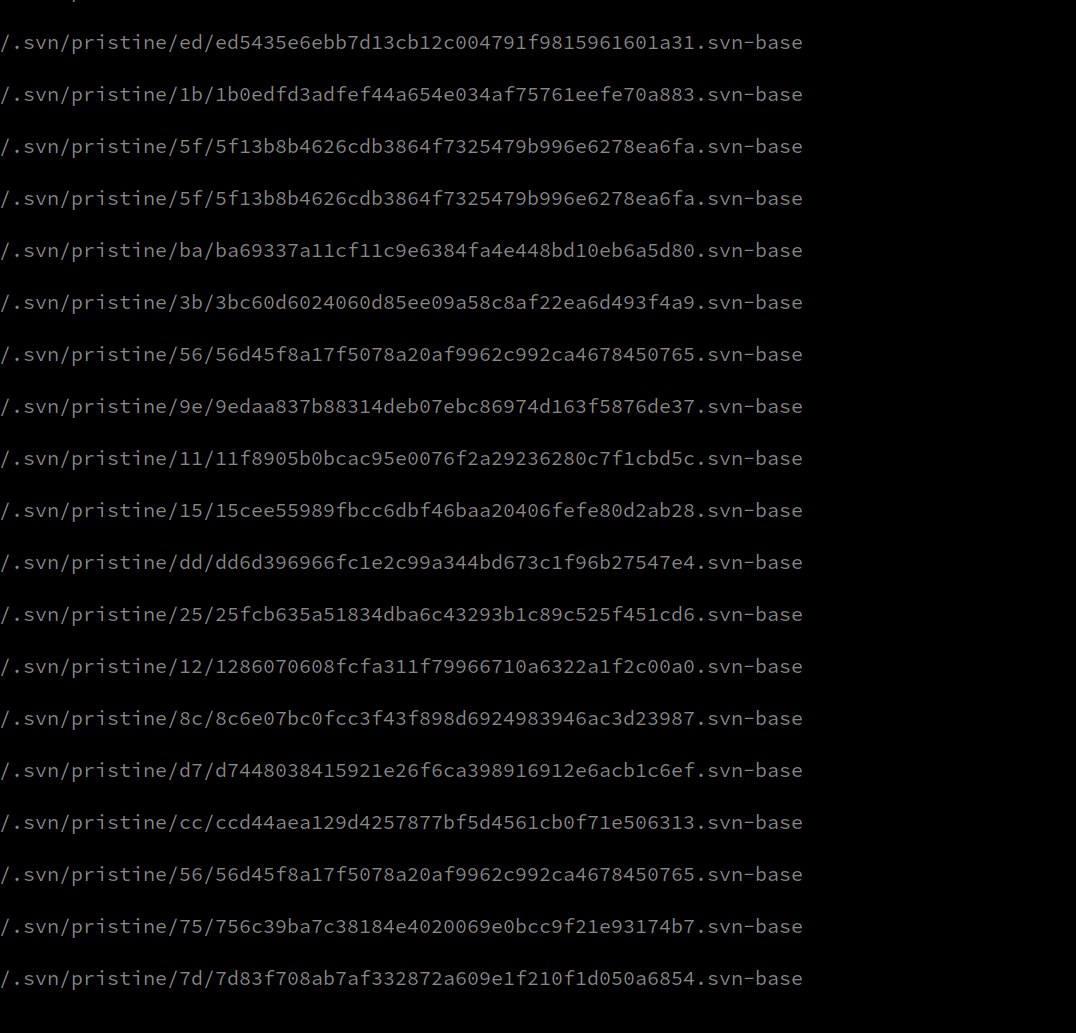 /.svn/pristine/ed/ed5435e6ebb7d13cb12c004791f9815961601a31.svn-base
/.svn/pristine/1b/1b0edfd3adfef44a654e034af75761eefe70a883.svn-base
/.svn/pristine/5f/5f13b8b4626cdb3864f7325479b996e6278ea6fa.svn-base
/.svn/pristine/5f/5f13b8b4626cdb3864f7325479b996e6278ea6fa.svn-base
/.svn/pristine/ba/ba69337a11cf11c9e6384fa4e448bd10eb6a5d80.svn-base
/.svn/pristine/3b/3bc60d6024060d85ee09a58c8af22ea6d493f4a9.svn-base
/.svn/pristine/56/56d45f8a17f5078a20af9962c992ca4678450765.svn-base
/.svn/pristine/9e/9edaa837b88314deb07ebc86974d163f5876de37.svn-base
/.svn/pristine/11/11f8905b0bcac95e0076f2a29236280c7f1cbd5c.svn-base
/.svn/pristine/15/15cee55989fbcc6dbf46baa20406fefe80d2ab28.svn-base
/.svn/pristine/dd/dd6d396966fc1e2c99a344bd673c1f96b27547e4.svn-base
/.svn/pristine/25/25fcb635a51834dba6c43293b1c89c525f451cd6.svn-base
/.svn/pristine/12/1286070608fcfa311f79966710a6322a1f2c00a0.svn-base
/.svn/pristine/8c/8c6e07bc0fcc3f43f898d6924983946ac3d23987.svn-base
/.svn/pristine/d7/d7448038415921e26f6ca398916912e6acb1c6ef.svn-base
/.svn/pristine/cc/ccd44aea129d4257877bf5d4561cb0f71e506313.svn-base
/.svn/pristine/56/56d45f8a17f5078a20af9962c992ca4678450765.svn-base
/.svn/pristine/75/756c39ba7c38184e4020069e0bcc9f21e93174b7.svn-base
/.svn/pristine/7d/7d83f708ab7af332872a609e1f210f1d050a6854.svn-base